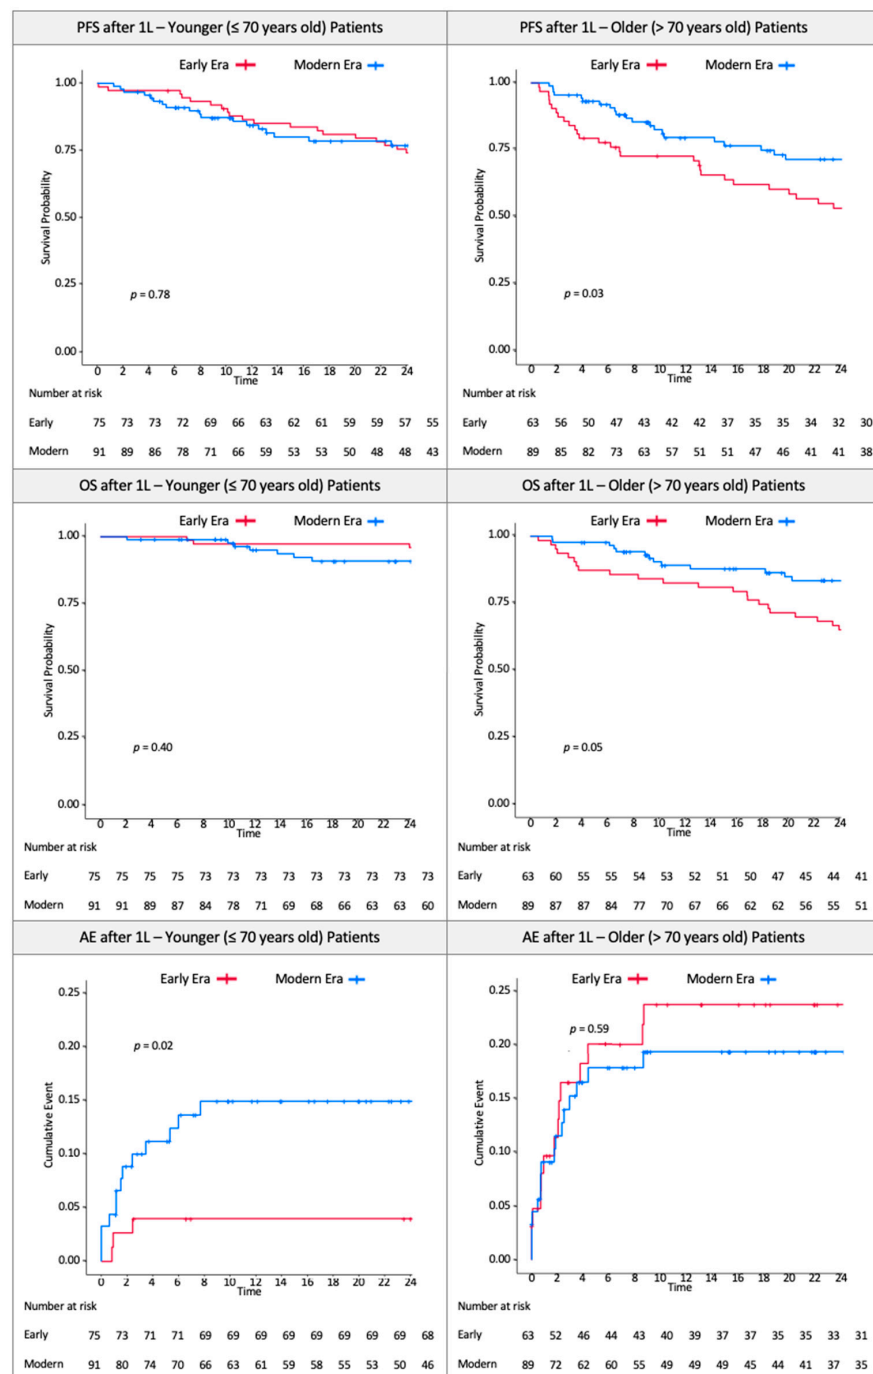 PFS after 1L – Younger (≤ 70 years old) Patients
Early Era Modern Era
1.00
0.75
0.50
0.25
0.00
Survival Probability
p = 0.78
0 2 4 6 8 10 12 14 16 18 20 22 24
Time
Number at risk
Early 75 73 73 72 69 66 63 62 61 59 59 57 55
Modern 91 89 86 78 71 66 59 53 53 50 48 48 43
PFS after 1L – Older (> 70 years old) Patients
Early Era Modern Era
1.00
0.75
0.50
0.25
0.00
Survival Probability
p = 0.03
0 2 4 6 8 10 12 14 16 18 20 22 24
Time
Number at risk
Early 63 56 50 47 43 42 42 37 35 35 34 32 30
Modern 89 85 82 73 63 57 51 51 47 46 41 41 38
OS after 1L – Younger (≤ 70 years old) Patients
Early Era Modern Era
1.00
0.75
0.50
0.25
0.00
Survival Probability
p = 0.40
0 2 4 6 8 10 12 14 16 18 20 22 24
Time
Number at risk
Early 75 75 75 75 73 73 73 73 73 73 73 73 73
Modern 91 91 89 87 84 78 71 69 68 66 63 63 60
OS after 1L – Older (> 70 years old) Patients
Early Era Modern Era
1.00
0.75
0.50
0.25
0.00
Survival Probability
p = 0.05
0 2 4 6 8 10 12 14 16 18 20 22 24
Time
Number at risk
Early 63 60 55 55 54 53 52 51 50 47 45 44 41
Modern 89 87 87 84 77 70 67 66 62 62 56 55 51
AE after 1L – Younger (≤ 70 years old) Patients
Early Era Modern Era
0.25
0.20
0.15
0.10
0.05
0.00
Cumulative Event
p = 0.02
0 2 4 6 8 10 12 14 16 18 20 22 24
Time
Number at risk
Early 75 73 71 71 69 69 69 69 69 69 69 69 68
Modern 91 80 74 70 66 63 61 59 58 55 53 50 46
AE after 1L – Older (> 70 years old) Patients
Early Era Modern Era
0.25
0.20
0.15
0.10
0.05
0.00
Cumulative Event
p = 0.59
0 2 4 6 8 10 12 14 16 18 20 22 24
Time
Number at risk
Early 63 52 46 44 43 40 39 37 37 35 35 33 31
Modern 89 72 62 60 55 49 49 49 45 44 41 37 35